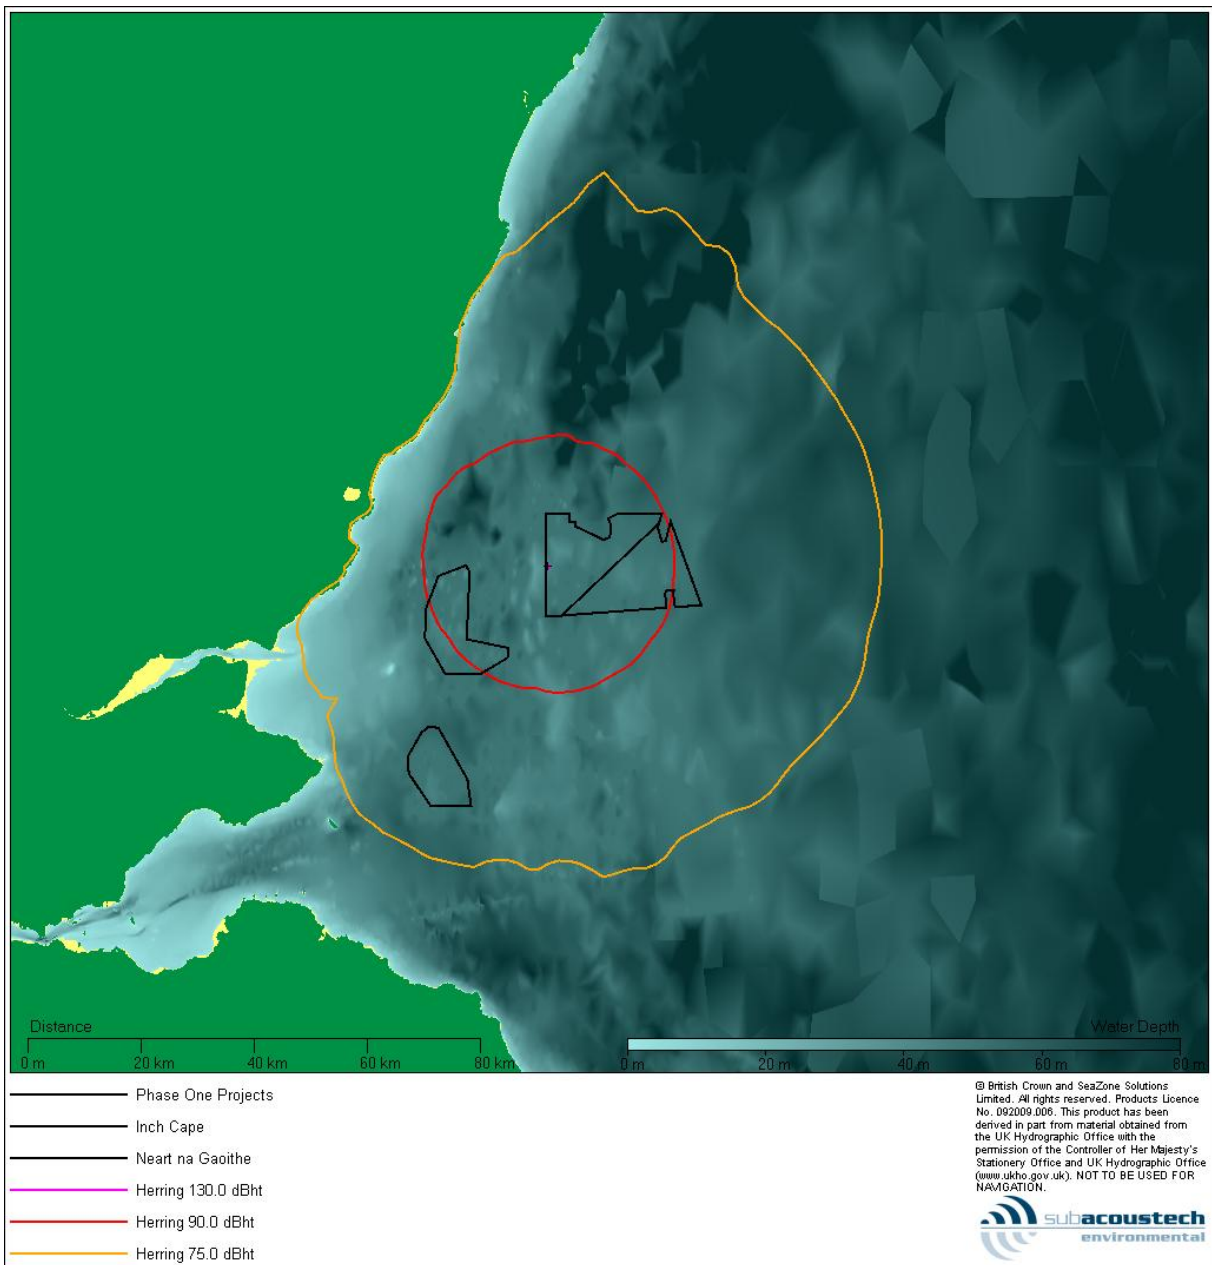 Distance
0 m 20 km 40 km 60 km 80 km
Water Depth
0 m 20 m 40 m 60 m 80 m
Phase One Projects
Inch Cape
Neart na Gaoithe
Herring 130.0 dBht
Herring 90.0 dBht
Herring 75.0 dBht
© British Crown and SeaZone Solutions
Limited. All rights reserved. Products Licence
No. 092009.006. This product has been
derived in part from material obtained from
the UK Hydrographic Office with the
permission of the Controller of Her Majesty's
Stationery Office and UK Hydrographic Office
(www.ukho.gov.uk). NOT TO BE USED FOR
NAVIGATION.
subacoustech
environmental